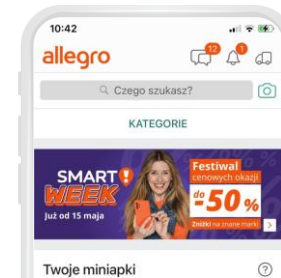 10:42
allegro
12
Czego szukasz?
KATEGORIE
SMART!
WEEK
Już od 15 maja
Festiwal
cenowych okazji
do
-50%
Zniżki na znane marki
Twoje miniapki
?